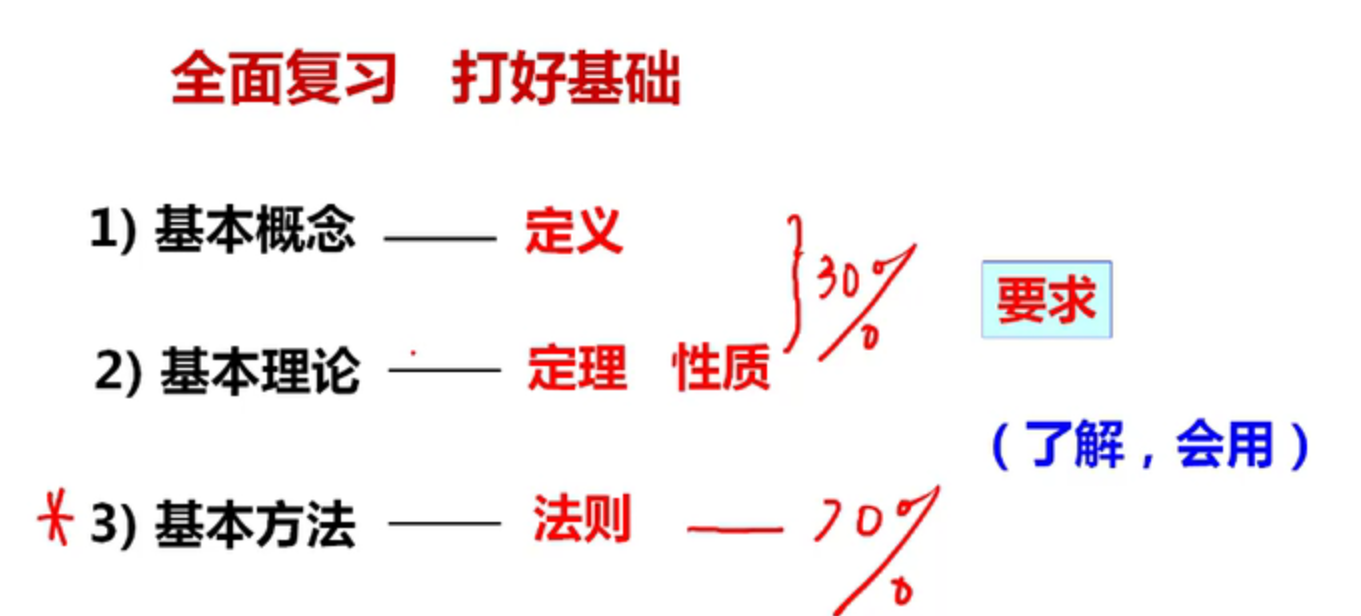 全面复习 打好基础
1) 基本概念 —— 定义
30%
要求
2) 基本理论 —— 定理 性质
(了解，会用)
* 3) 基本方法 —— 法则 — 70%